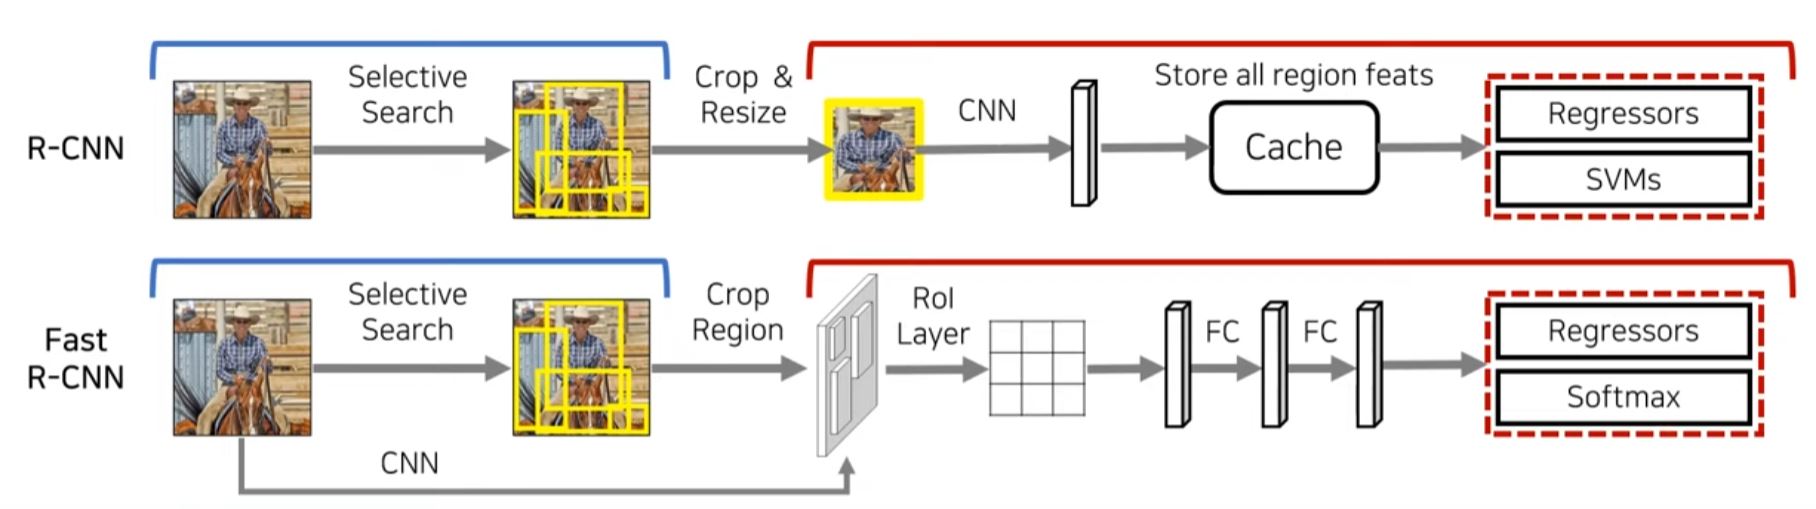 R-CNN
Selective
Search
Crop &
Resize
CNN
Store all region feats
Cache
Regressors
SVMs
Fast
R-CNN
Selective
Search
Crop
Region
RoI
Layer
FC
FC
Regressors
Softmax
CNN